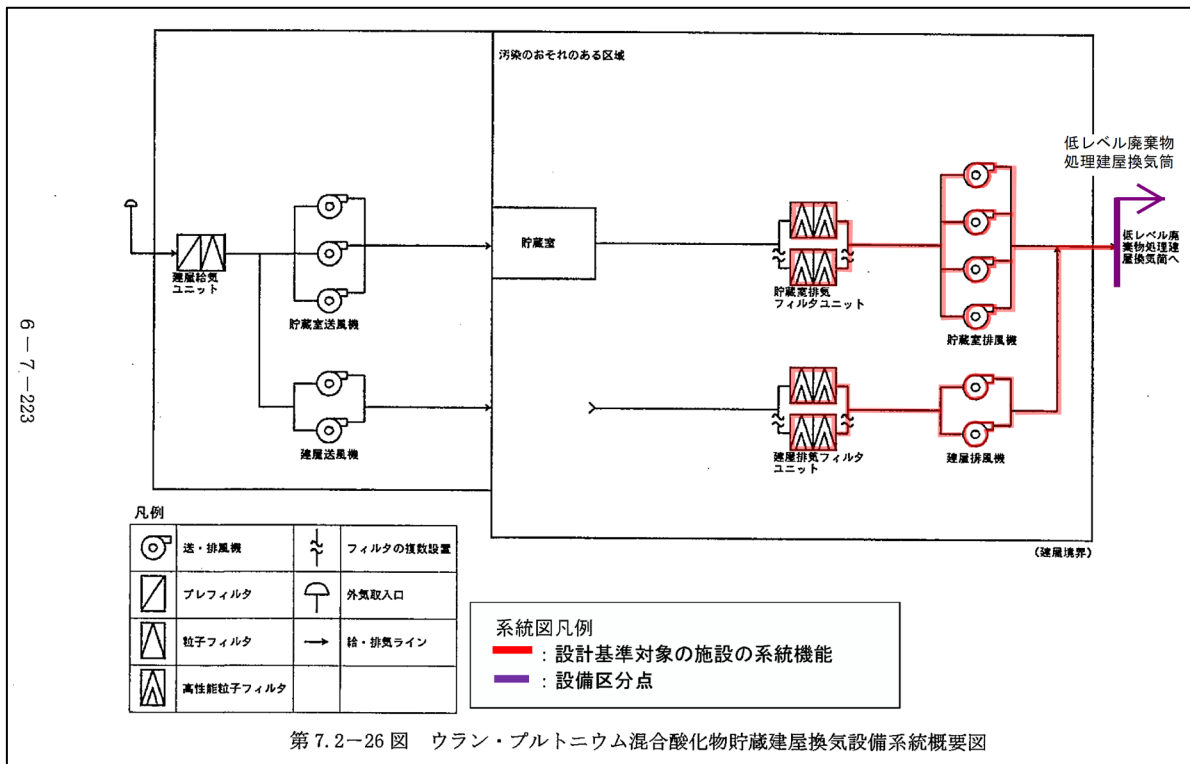 汚染のおそれのある区域
低レベル廃棄物
処理建屋換気筒
建屋給気
ユニット
貯蔵室送風機
建屋送風機
貯蔵室
貯蔵室排気
フィルタユニット
貯蔵室排風機
低レベル廃
棄物処理建
屋換気筒へ
建屋排気フィルタ
ユニット
建屋排風機
(建屋境界)
6-7-223
凡例
送・排風機
フィルタの複数設置
プレフィルタ
外気取入口
粒子フィルタ
給・排気ライン
高性能粒子フィルタ
系統図凡例
:設計基準対象の施設の系統機能
:設備区分点
第7.2-26図 ウラン・プルトニウム混合酸化物貯蔵建屋換気設備系統概要図